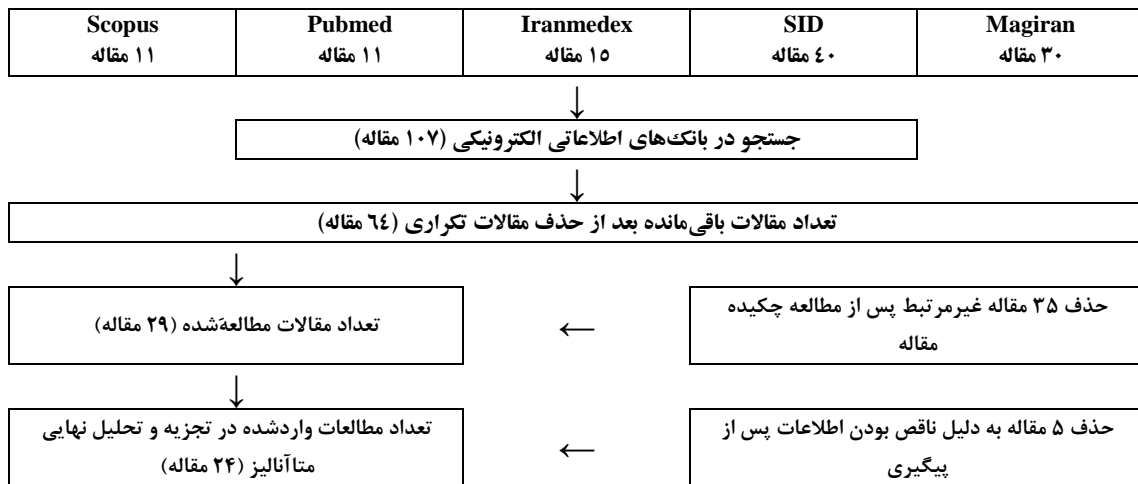 Scopus Pubmed Iranmedex SID Magiran
۱۱ مقاله ۱۱ مقاله ۱٥ مقاله ٤۰ مقاله ۳۰ مقاله
↓
جستجو در بانک‌های اطلاعاتی الکترونیکی (۱۰۷ مقاله)
↓
تعداد مقالات باقی‌مانده بعد از حذف مقالات تکراری (٦٤ مقاله)
↓
حذف ۳۵ مقاله غیرمرتبط پس از مطالعه چکیده
مقاله
←
تعداد مقالات مطالعهَ‌شده (۲۹ مقاله)
↓
حذف ۵ مقاله به دلیل ناقص بودن اطلاعات پس از
پیگیری
←
تعداد مطالعات واردشده در تجزیه و تحلیل نهایی
متاآنالیز (۲۴ مقاله)